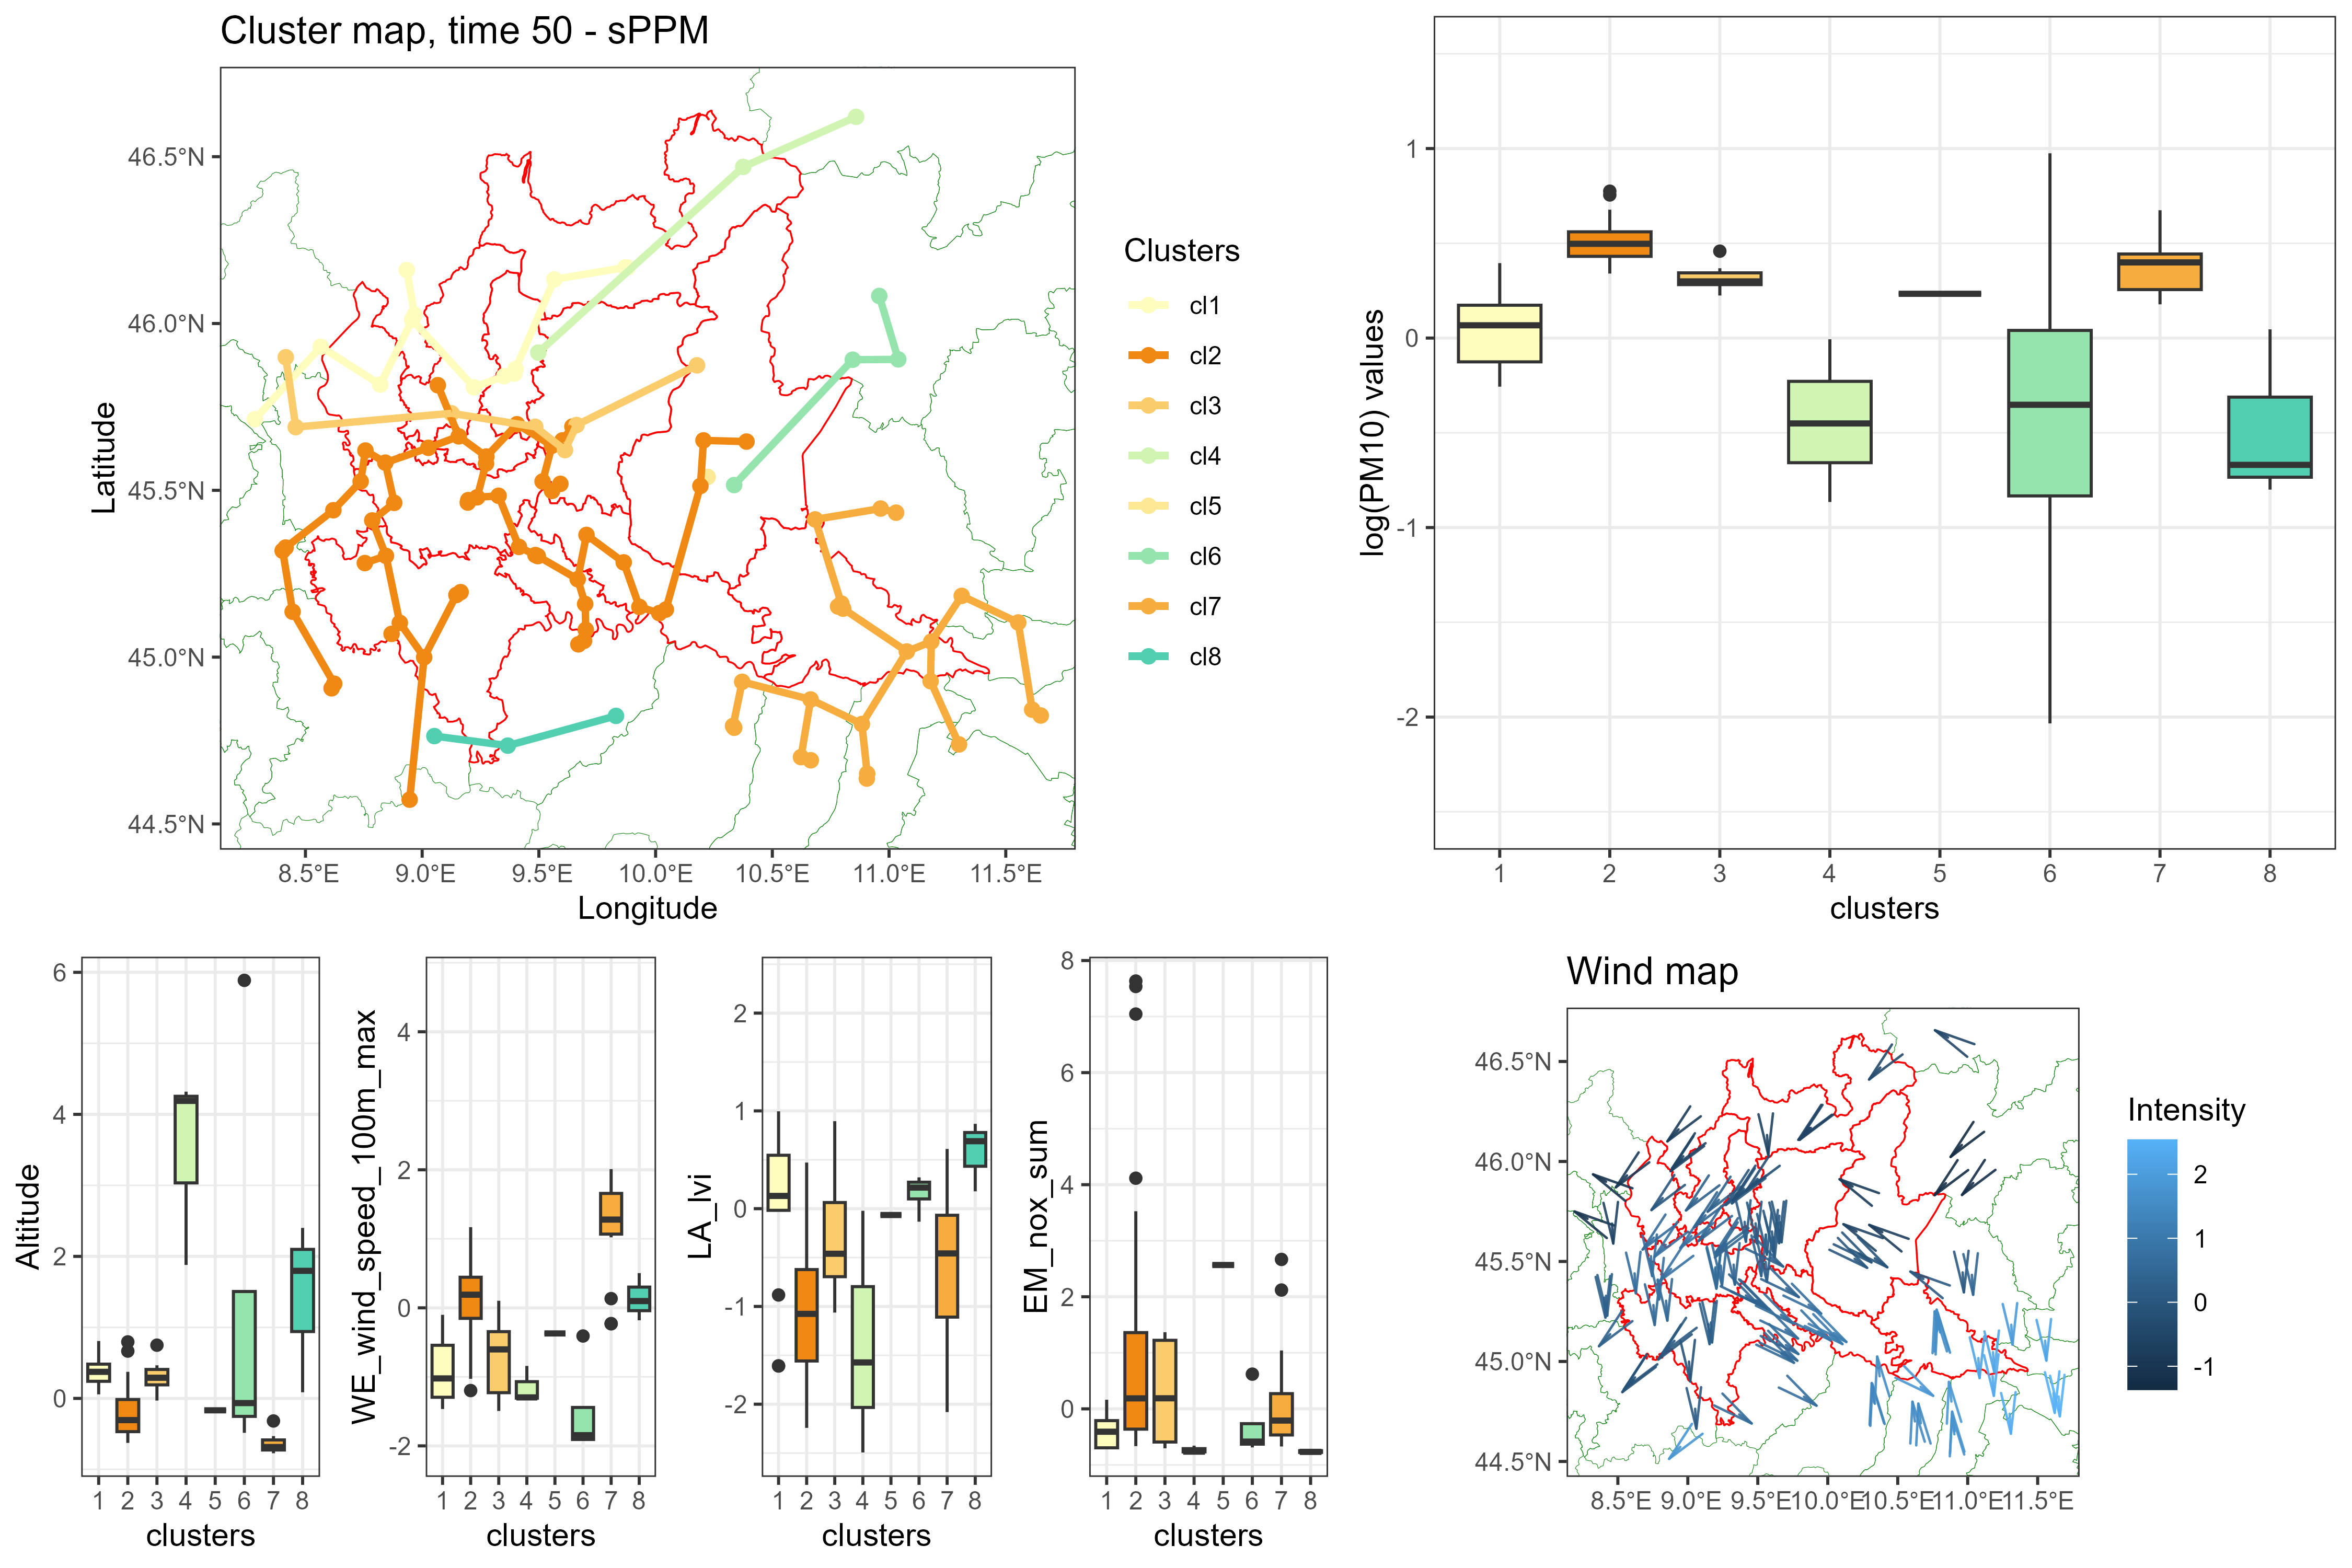 Cluster map, time 50 - sPPM
Latitude
46.5°N
46.0°N
45.5°N
45.0°N
44.5°N
8.5°E 9.0°E 9.5°E 10.0°E 10.5°E 11.0°E 11.5°E
Longitude
Clusters
cl1
cl2
cl3
cl4
cl5
cl6
cl7
cl8
log(PM10) values
1
0
-1
-2
1 2 3 4 5 6 7 8
clusters
Altitude
6
4
2
0
1 2 3 4 5 6 7 8
clusters
WE_wind_speed_100m_max
4
2
0
-2
1 2 3 4 5 6 7 8
clusters
LA_lvi
2
1
0
-1
-2
1 2 3 4 5 6 7 8
clusters
EM_nox_sum
8
6
4
2
0
1 2 3 4 5 6 7 8
clusters
Wind map
46.5°N
46.0°N
45.5°N
45.0°N
44.5°N
8.5°E 9.0°E 9.5°E 10.0°E 10.5°E 11.0°E 11.5°E
Intensity
2
1
0
-1